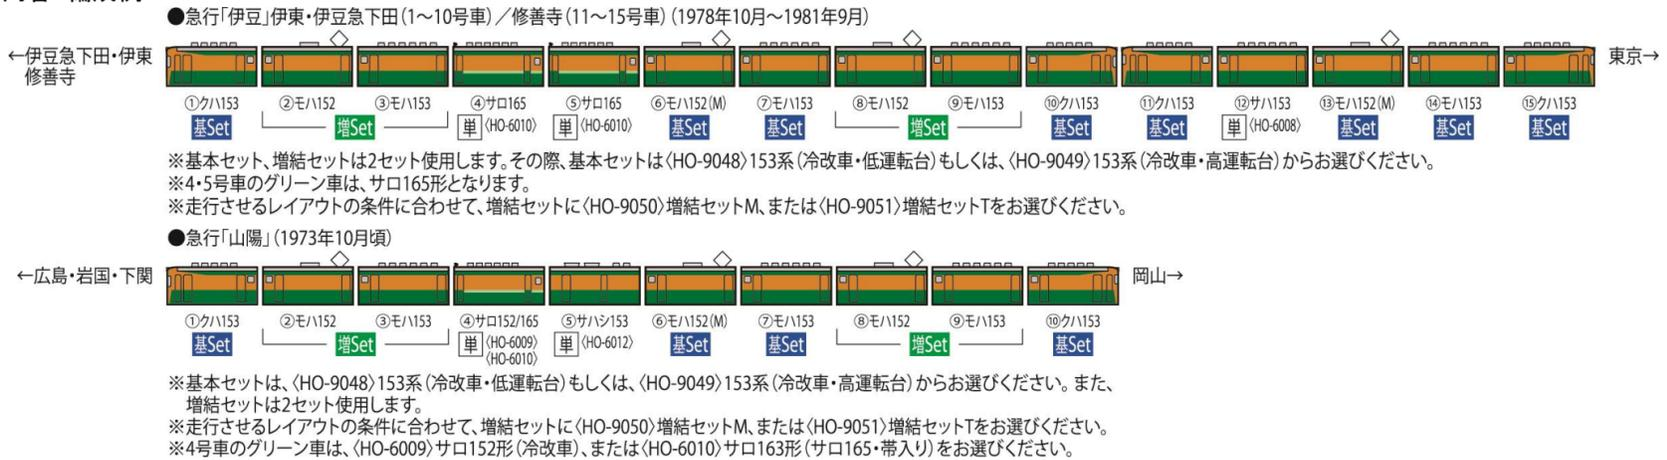 ●急行「伊豆」伊東・伊豆急下田(1～10号車)／修善寺(11～15号車)(1978年10月～1981年9月)
←伊豆急下田・伊東
修善寺
東京→
①クハ153 ②モハ152 ③モハ153 ④サロ165 ⑤サロ165 ⑥モハ152(M) ⑦モハ153 ⑧モハ152 ⑨モハ153 ⑩クハ153 ⑪クハ153 ⑫サハ153 ⑬モハ152(M) ⑭モハ153 ⑮クハ153
基Set 増Set 単〈HO-6010〉 単〈HO-6010〉 基Set 基Set 増Set 基Set 基Set 単〈HO-6008〉 基Set 基Set 基Set
※基本セット、増結セットは2セット使用します。その際、基本セットは〈HO-9048〉153系(冷改車・低運転台)もしくは、〈HO-9049〉153系(冷改車・高運転台)からお選びください。
※4・5号車のグリーン車は、サロ165形となります。
※走行させるレイアウトの条件に合わせて、増結セットに〈HO-9050〉増結セットM、または〈HO-9051〉増結セットTをお選びください。
●急行「山陽」(1973年10月頃)
←広島・岩国・下関
岡山→
①クハ153 ②モハ152 ③モハ153 ④サロ152/165 ⑤サハシ153 ⑥モハ152(M) ⑦モハ153 ⑧モハ152 ⑨モハ153 ⑩クハ153
基Set 増Set 単〈HO-6009〉 単〈HO-6012〉 基Set 基Set 増Set 基Set
〈HO-6010〉
※基本セットは、〈HO-9048〉153系(冷改車・低運転台)もしくは、〈HO-9049〉153系(冷改車・高運転台)からお選びください。また、
増結セットは2セット使用します。
※走行させるレイアウトの条件に合わせて、増結セットに〈HO-9050〉増結セットM、または〈HO-9051〉増結セットTをお選びください。
※4号車のグリーン車は、〈HO-6009〉サロ152形(冷改車)、または〈HO-6010〉サロ163形(サロ165・帯入り)をお選びください。